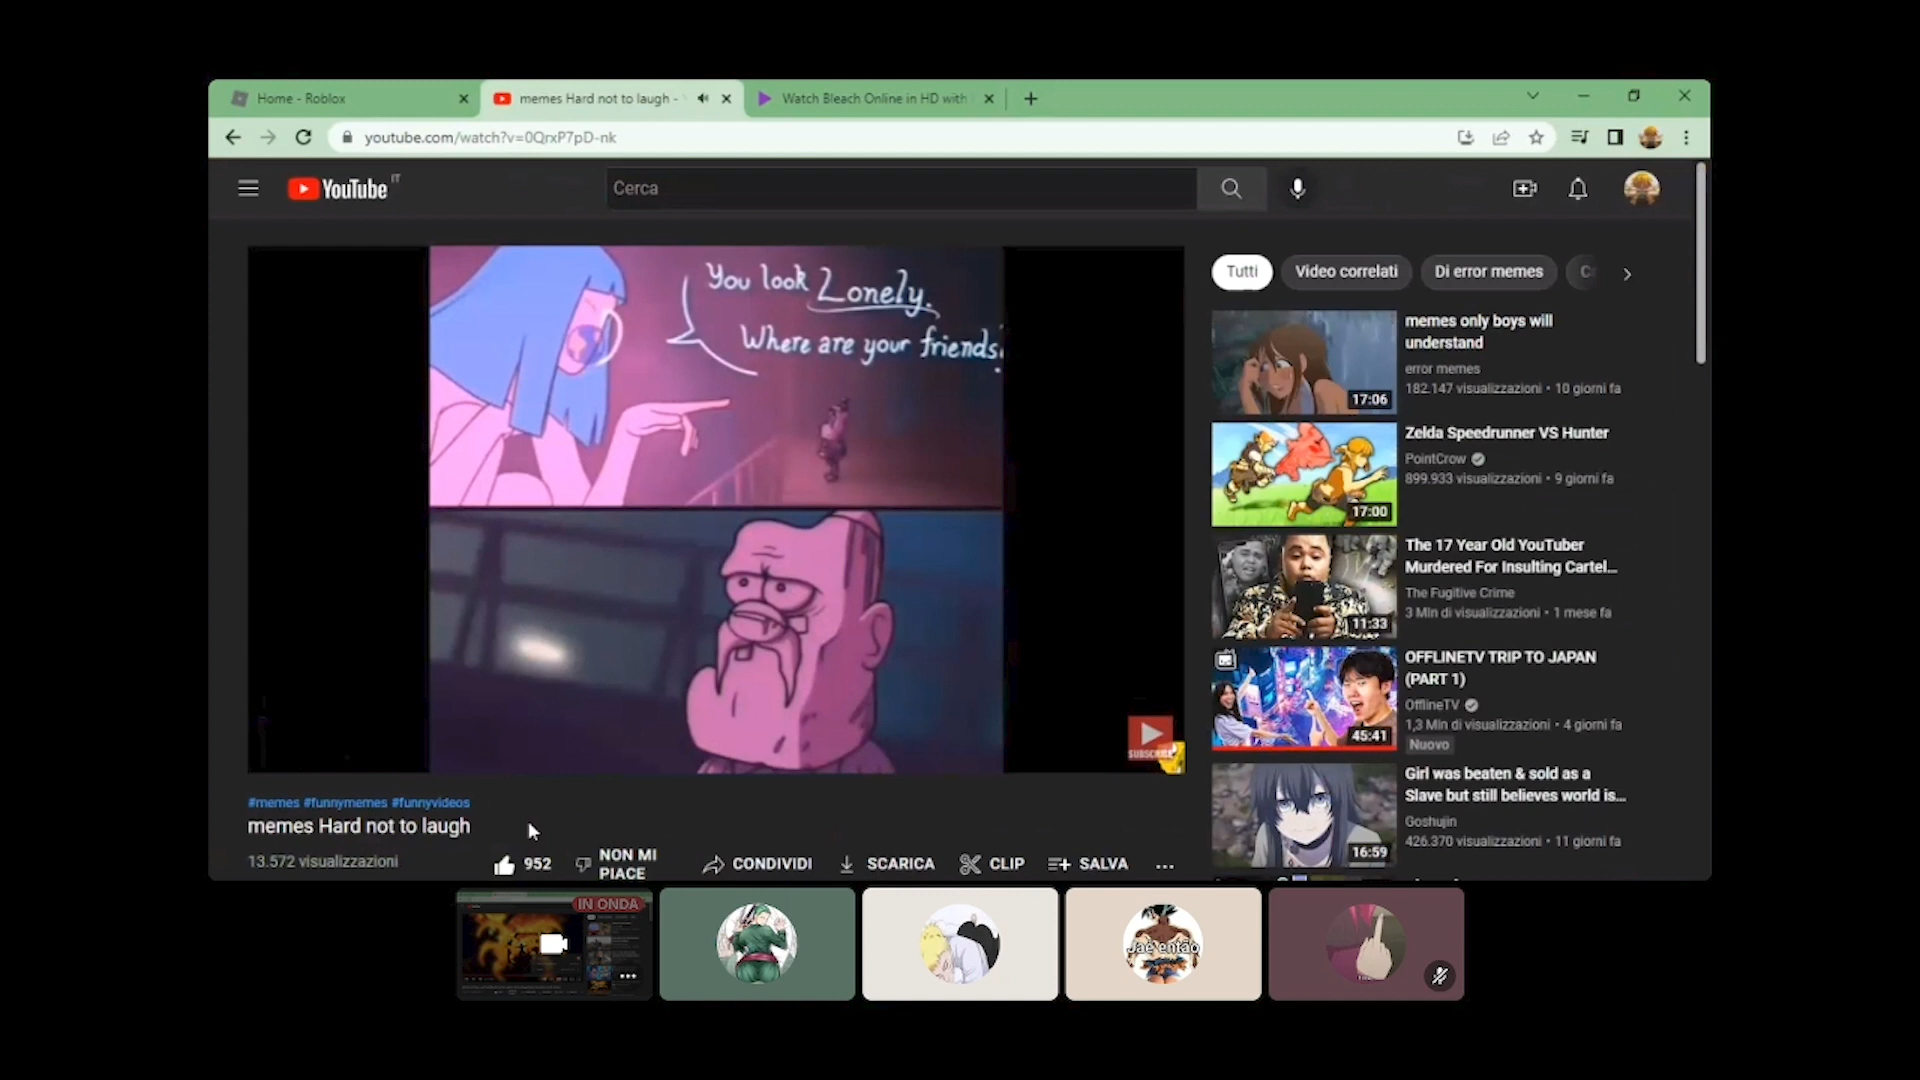 Home - Roblox
memes Hard not to laugh -
Watch Bleach Online in HD with
youtube.com/watch?v=0QrxP7pD-nk
YouTube IT
Cerca
You look Lonely.
Where are your friends?
SUBSCRIBE
#memes #funnymemes #funnyvideos
memes Hard not to laugh
13.572 visualizzazioni
952
NON MI
PIACE
CONDIVIDI
SCARICA
CLIP
SALVA
Tutti
Video correlati
Di error memes
17:06
memes only boys will
understand
error memes
182.147 visualizzazioni • 10 giorni fa
17:00
Zelda Speedrunner VS Hunter
PointCrow
899.933 visualizzazioni • 9 giorni fa
11:33
The 17 Year Old YouTuber
Murdered For Insulting Cartel...
The Fugitive Crime
3 Mln di visualizzazioni • 1 mese fa
45:41
OFFLINETV TRIP TO JAPAN
(PART 1)
OfflineTV
1,3 Mln di visualizzazioni • 4 giorni fa
Nuovo
16:59
Girl was beaten & sold as a
Slave but still believes world is...
Goshujin
426.370 visualizzazioni • 11 giorni fa
IN ONDA
Jaé então